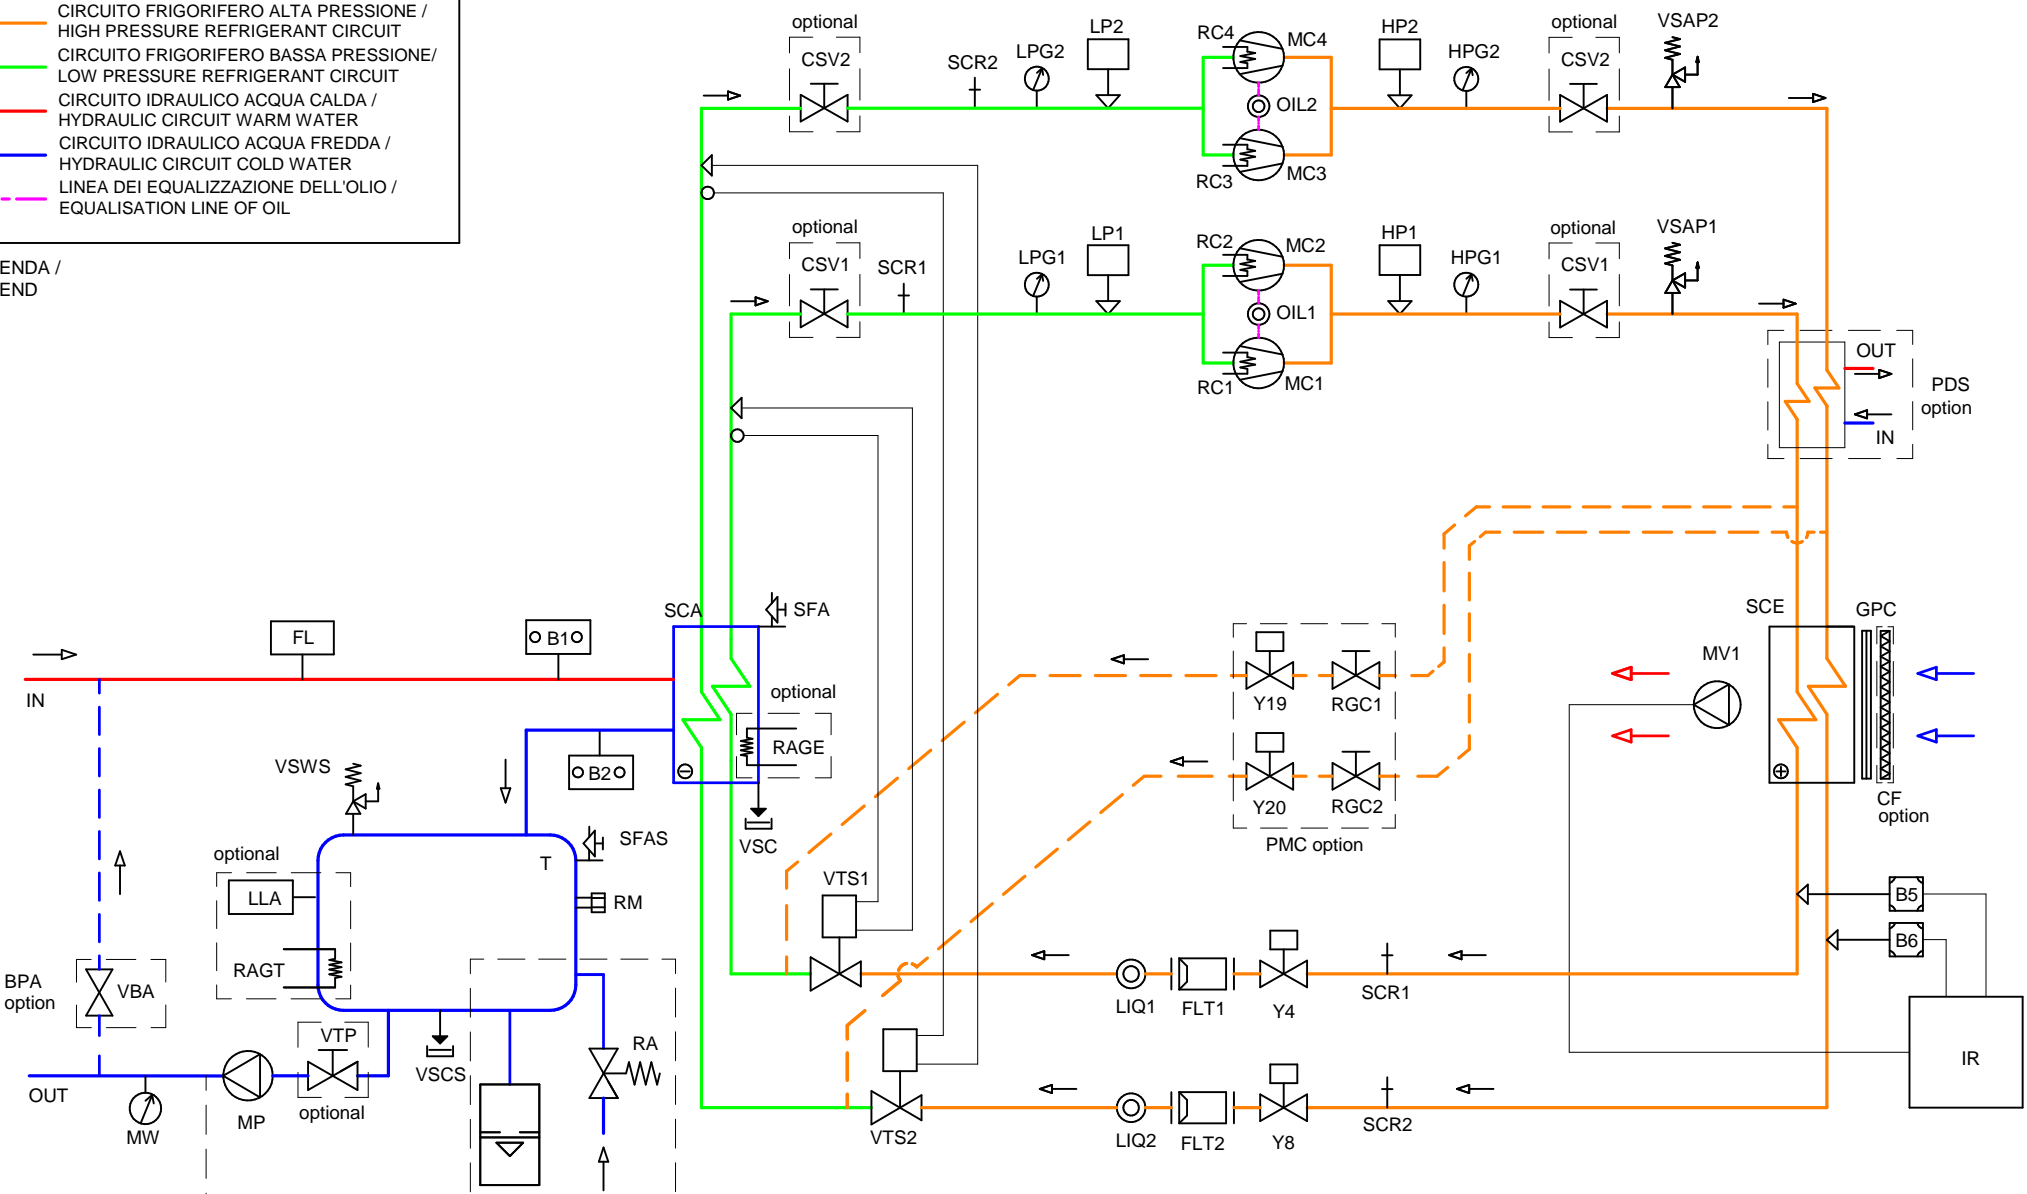 CIRCUITO FRIGORIFERO ALTA PRESSIONE /
HIGH PRESSURE REFRIGERANT CIRCUIT
CIRCUITO FRIGORIFERO BASSA PRESSIONE/
LOW PRESSURE REFRIGERANT CIRCUIT
CIRCUITO IDRAULICO ACQUA CALDA /
HYDRAULIC CIRCUIT WARM WATER
CIRCUITO IDRAULICO ACQUA FREDDA /
HYDRAULIC CIRCUIT COLD WATER
LINEA DEI EQUALIZZAZIONE DELL'OLIO /
EQUALISATION LINE OF OIL
ENDA /
END
optional
CSV2
SCR2
LPG2
LP2
RC4
MC4
OIL2
RC3
MC3
HP2
HPG2
optional
CSV2
VSAP2
optional
CSV1
SCR1
LPG1
LP1
RC2
MC2
OIL1
RC1
MC1
HP1
HPG1
optional
CSV1
VSAP1
OUT
IN
PDS
option
SCA
SFA
FL
B1
IN
optional
RAGE
B2
VSC
VSWS
SFAS
T
RM
optional
LLA
RAGT
BPA
option
VBA
VTP
optional
OUT
MW
MP
VSCS
RA
VTS1
VTS2
Y19
RGC1
Y20
RGC2
PMC option
SCE
GPC
MV1
CF
option
B5
B6
IR
LIQ1
FLT1
Y4
SCR1
LIQ2
FLT2
Y8
SCR2